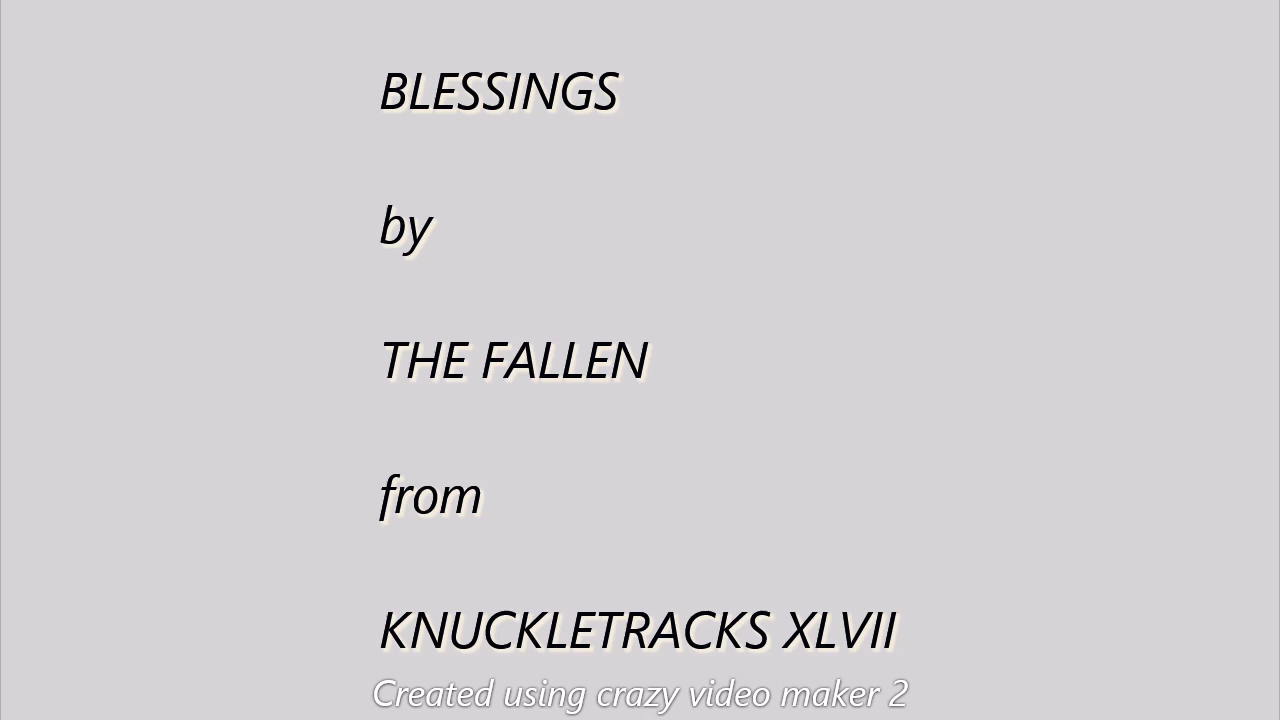 BLESSINGS
by
THE FALLEN
from
KNUCKLETRACKS XLVII
Created using crazy video maker 2